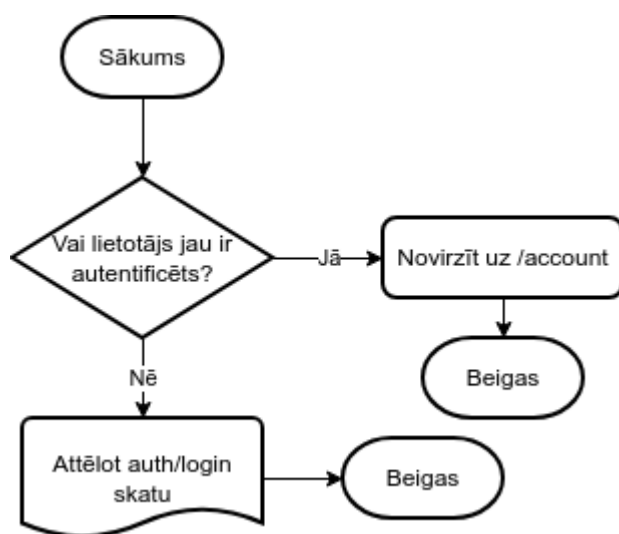 Sākums
Vai lietotājs jau ir
autentificēts?
Jā
Novirzīt uz /account
Beigas
Nē
Attēlot auth/login
skatu
Beigas